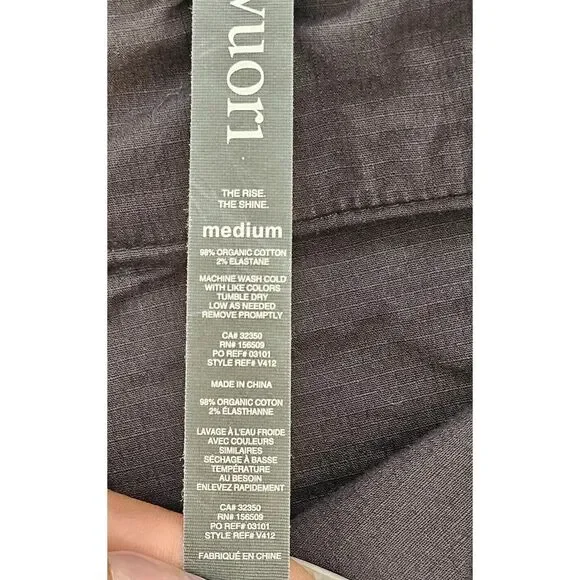 vuori
THE RISE.
THE SHINE.
medium
98% ORGANIC COTTON
2% ELASTANE
MACHINE WASH COLD
WITH LIKE COLORS
TUMBLE DRY
LOW AS NEEDED
REMOVE PROMPTLY
CA# 32350
RN# 156509
PO REF# 03101
STYLE REF# V412
MADE IN CHINA
98% ORGANIC COTON
2% ÉLASTHANNE
LAVAGE À L'EAU FROIDE
AVEC COULEURS
SIMILAIRES
SÉCHAGE À BASSE
TEMPÉRATURE
AU BESOIN
ENLEVEZ RAPIDEMENT
CA# 32350
RN# 156509
PO REF# 03101
STYLE REF# V412
FABRIQUÉ EN CHINE